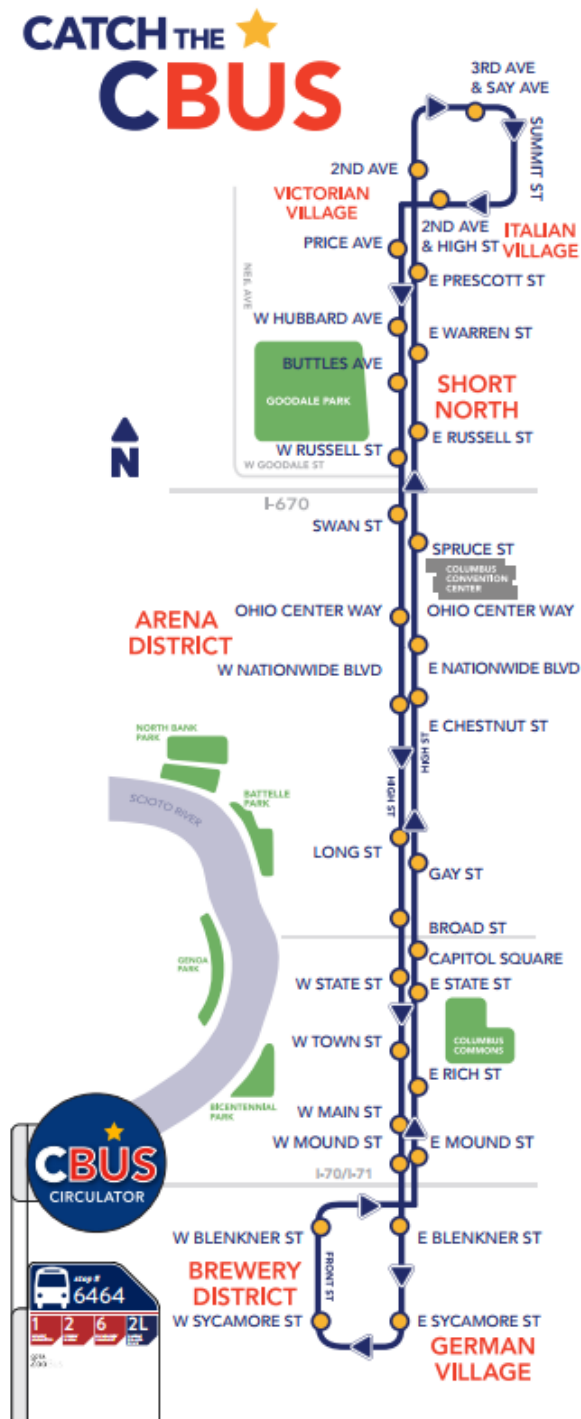 CATCH THE
CBUS
3RD AVE
& SAY AVE
SUMMIT ST
2ND AVE
VICTORIAN
VILLAGE
2ND AVE
& HIGH ST
ITALIAN
VILLAGE
PRICE AVE
E PRESCOTT ST
NEIL AVE
W HUBBARD AVE
E WARREN ST
BUTTLES AVE
GOODALE PARK
SHORT
NORTH
E RUSSELL ST
W RUSSELL ST
W GOODALE ST
N
I-670
SWAN ST
SPRUCE ST
COLUMBUS
CONVENTION
CENTER
OHIO CENTER WAY
OHIO CENTER WAY
ARENA
DISTRICT
W NATIONWIDE BLVD
E NATIONWIDE BLVD
E CHESTNUT ST
NORTH BANK
PARK
HIGH ST
HIGH ST
SCIOTO RIVER
BATTELLE
PARK
LONG ST
GAY ST
BROAD ST
CAPITOL SQUARE
GENOA
PARK
W STATE ST
E STATE ST
W TOWN ST
COLUMBUS
COMMONS
E RICH ST
BICENTENNIAL
PARK
W MAIN ST
W MOUND ST
E MOUND ST
I-70/I-71
CBUS
CIRCULATOR
W BLENKNER ST
E BLENKNER ST
FRONT ST
BREWERY
DISTRICT
W SYCAMORE ST
E SYCAMORE ST
GERMAN
VILLAGE
stop #
6464
1 2 6 2L